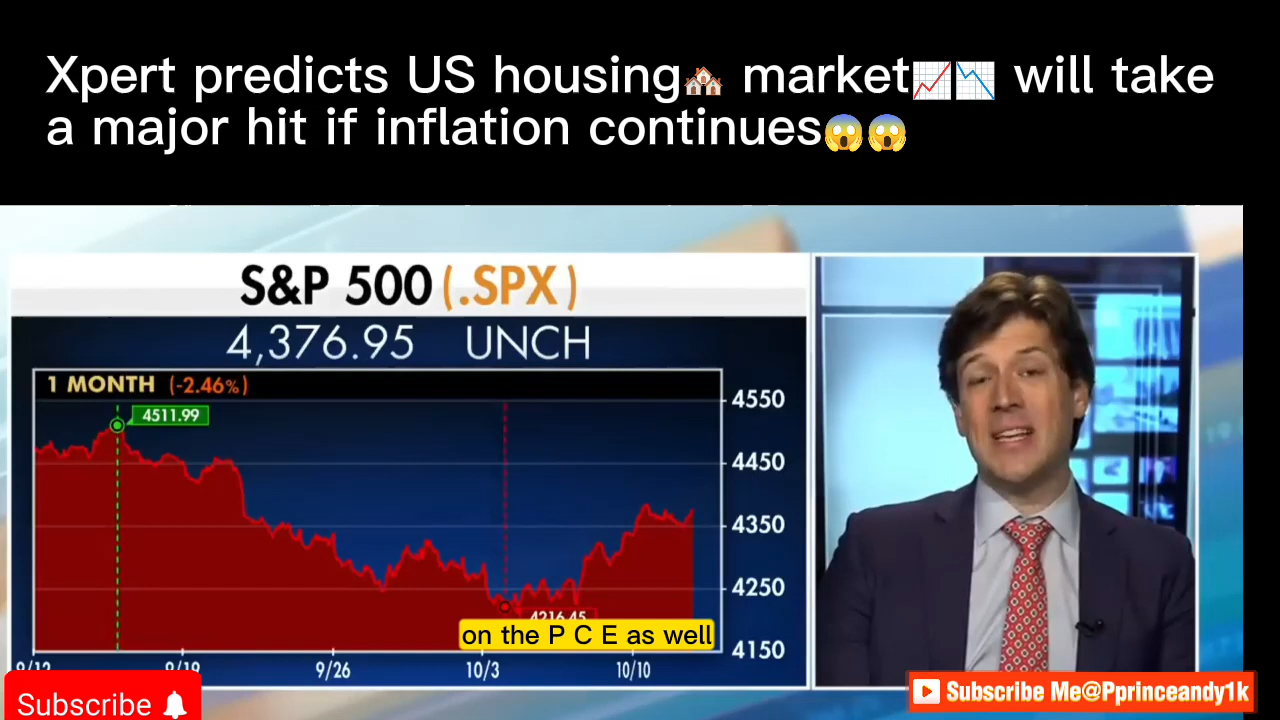 Xpert predicts US housing🏘️ market📈📉 will take
a major hit if inflation continues😱😱
S&P 500 (.SPX)
4,376.95 UNCH
1 MONTH (-2.46%)
4511.99
4550
4450
4350
4250
4216.45
on the P C E as well
4150
9/12 9/19 9/26 10/3 10/10
Subscribe
Subscribe Me@Pprinceandy1k